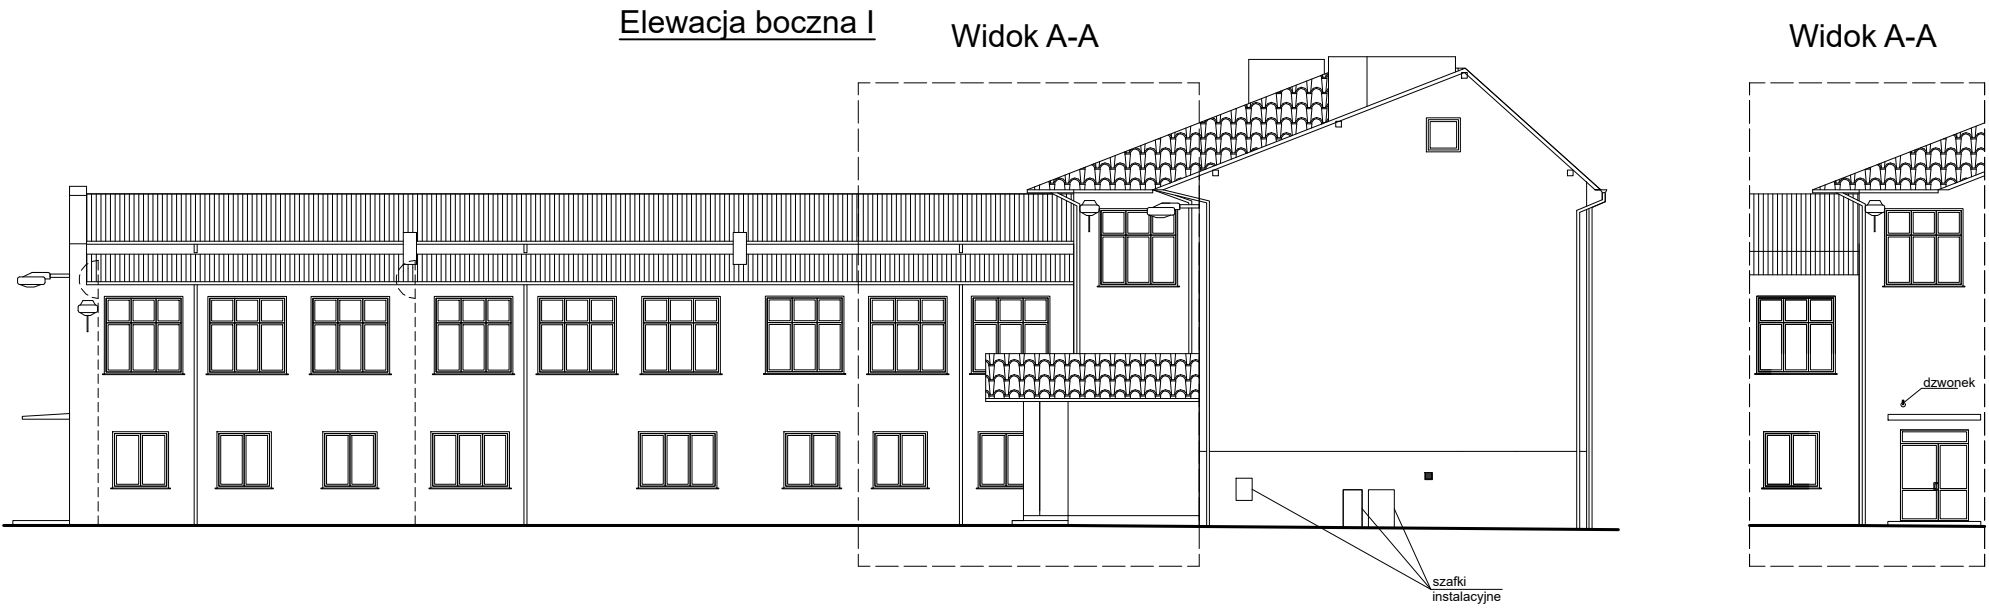 Elewacja boczna I
Widok A-A
Widok A-A
dzwonek
szafki
instalacyjne